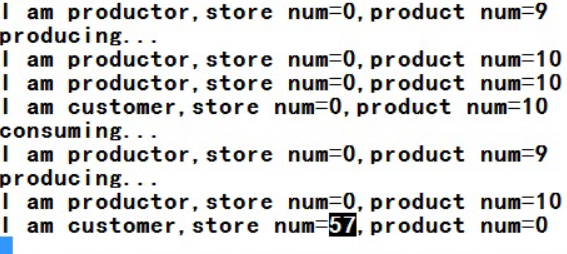 I am productor,store num=0,product num=9
producing...
I am productor,store num=0,product num=10
I am productor,store num=0,product num=10
I am customer,store num=0,product num=10
consuming...
I am productor,store num=0,product num=9
producing...
I am productor,store num=0,product num=10
I am customer,store num=57,product num=0